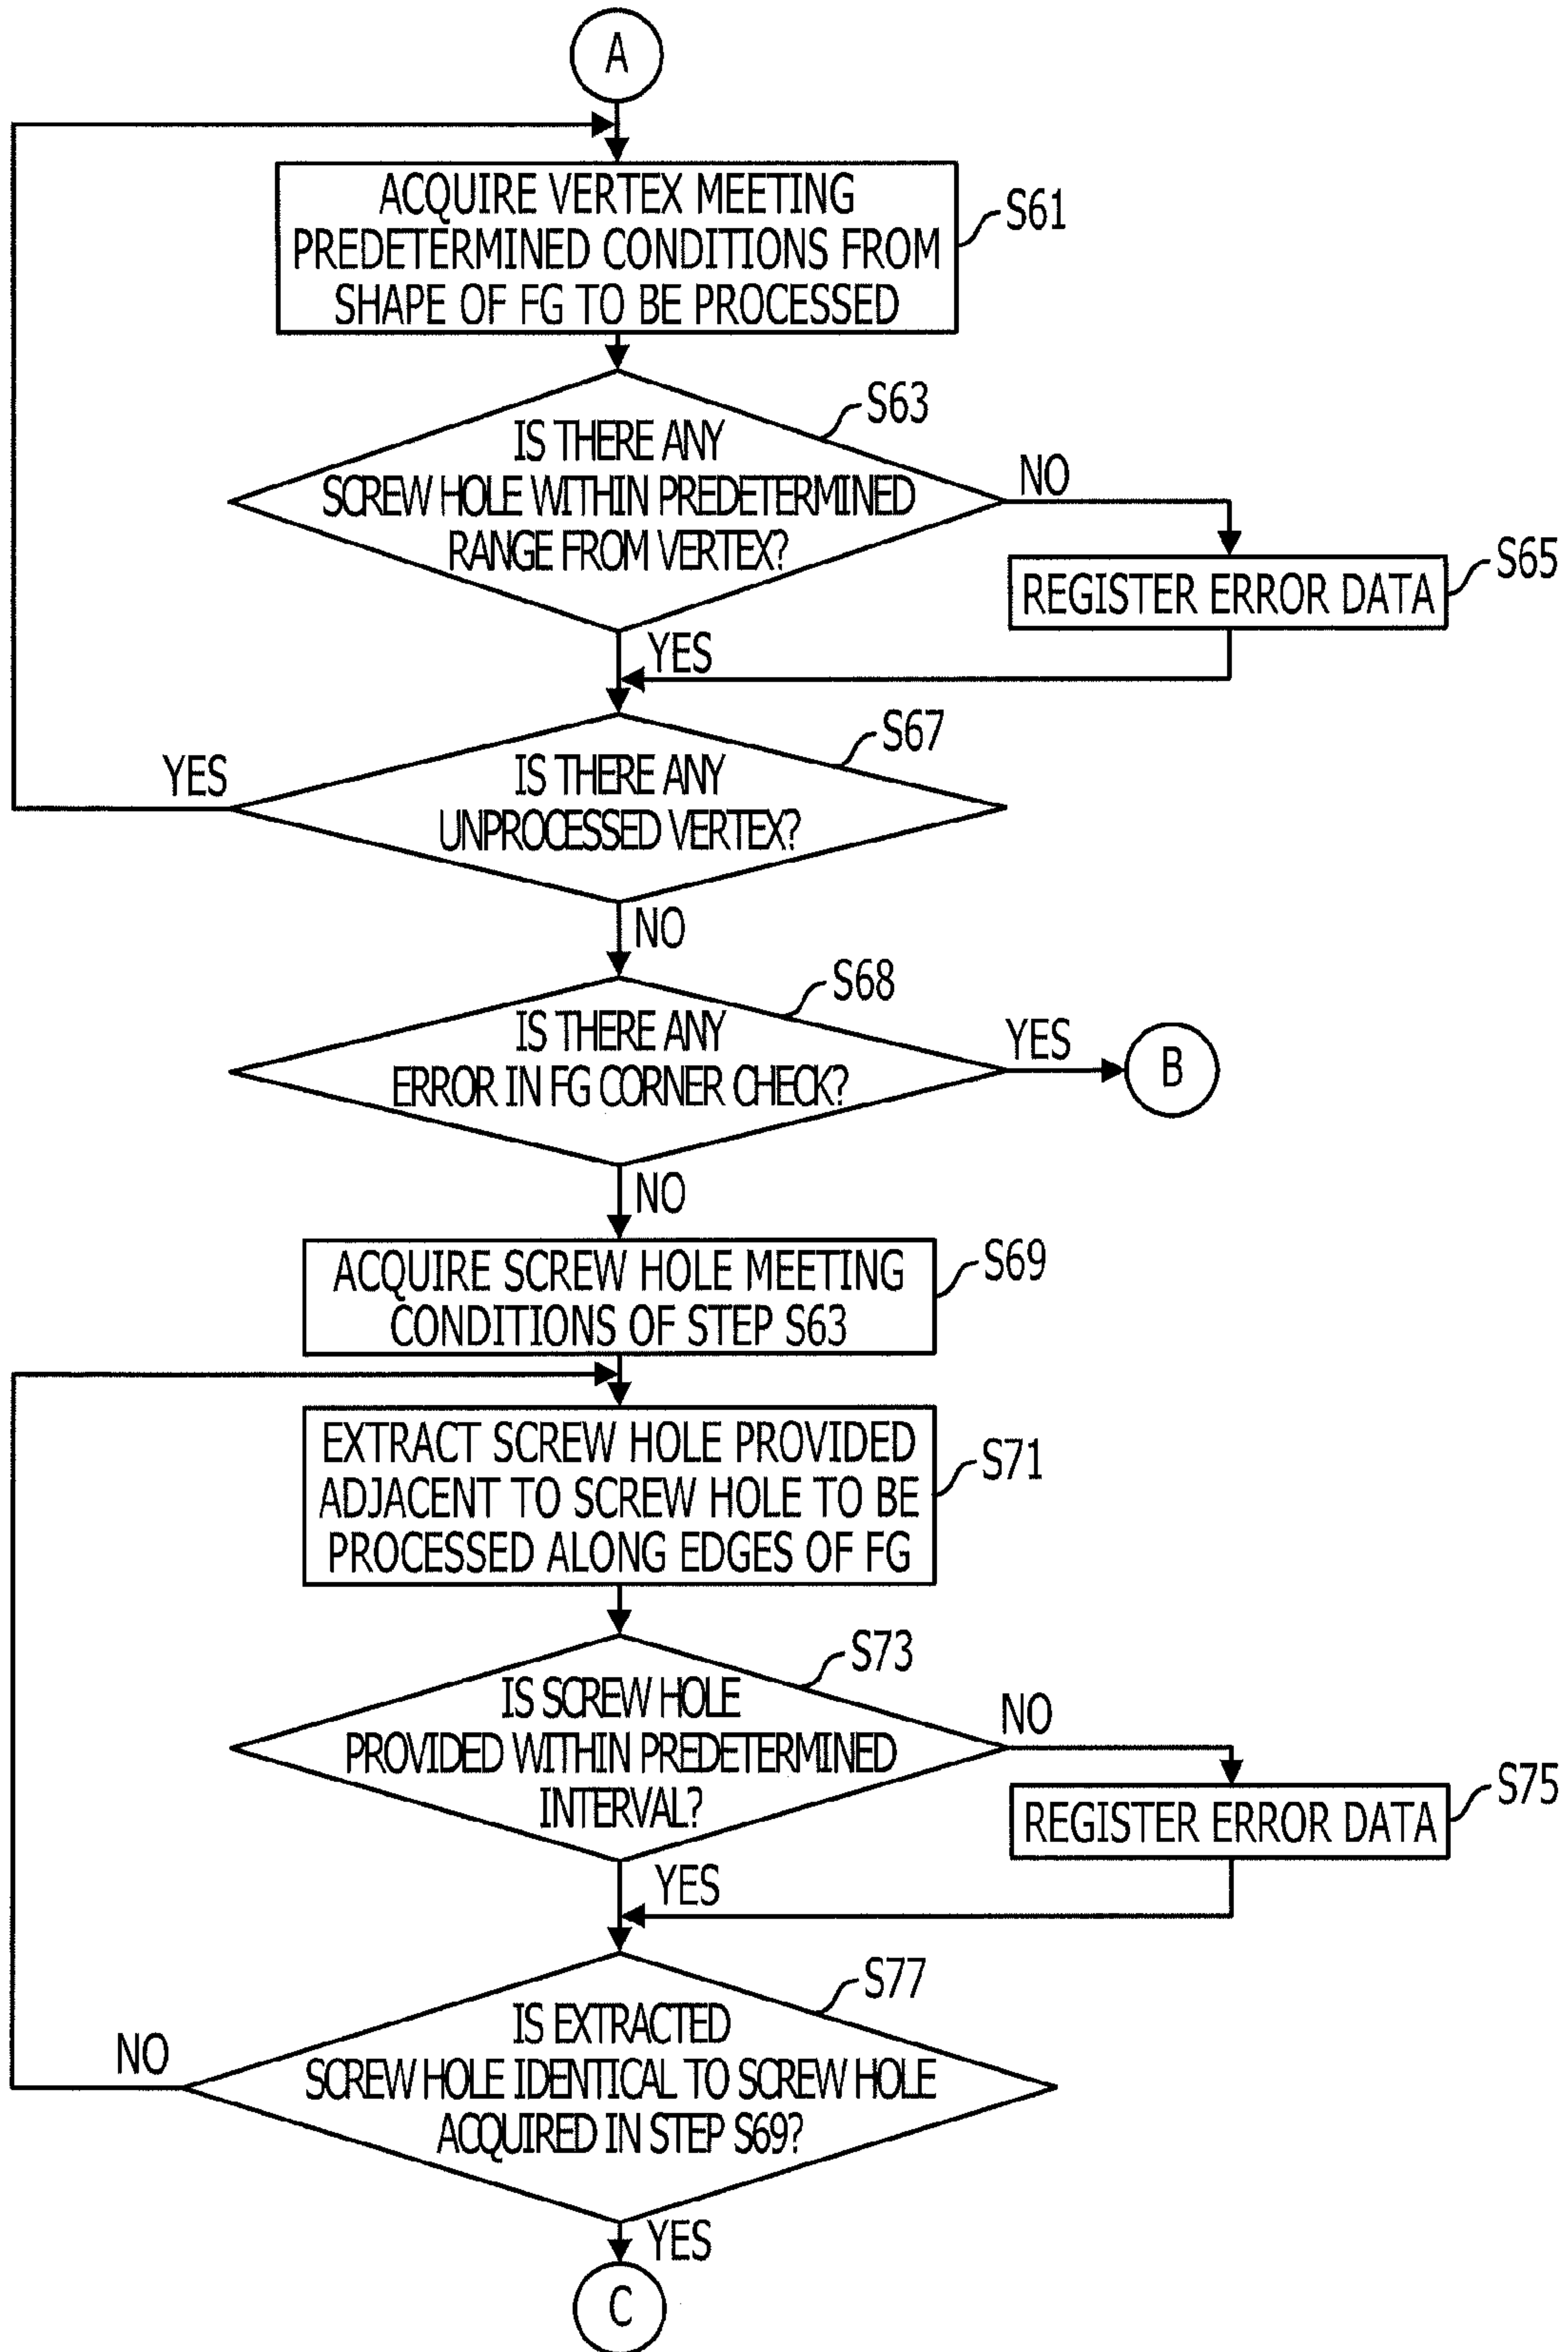 A
ACQUIRE VERTEX MEETING
PREDETERMINED CONDITIONS FROM
SHAPE OF FG TO BE PROCESSED
S61
S63
IS THERE ANY
SCREW HOLE WITHIN PREDETERMINED
RANGE FROM VERTEX?
NO
S65
REGISTER ERROR DATA
YES
S67
YES
IS THERE ANY
UNPROCESSED VERTEX?
NO
S68
IS THERE ANY
ERROR IN FG CORNER CHECK?
YES
B
NO
ACQUIRE SCREW HOLE MEETING
CONDITIONS OF STEP S63
S69
EXTRACT SCREW HOLE PROVIDED
ADJACENT TO SCREW HOLE TO BE
PROCESSED ALONG EDGES OF FG
S71
S73
IS SCREW HOLE
PROVIDED WITHIN PREDETERMINED
INTERVAL?
NO
S75
REGISTER ERROR DATA
YES
S77
NO
IS EXTRACTED
SCREW HOLE IDENTICAL TO SCREW HOLE
ACQUIRED IN STEP S69?
YES
C